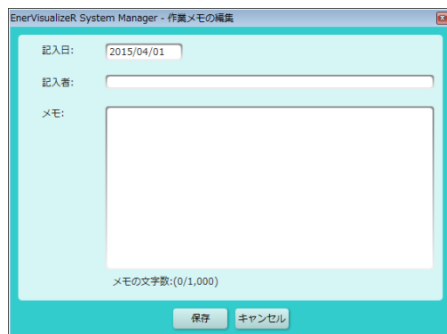 EnerVisualizeR System Manager - 作業メモの編集
記入日: 2015/04/01
記入者:
メモ:
メモの文字数:(0/1,000)
保存 キャンセル